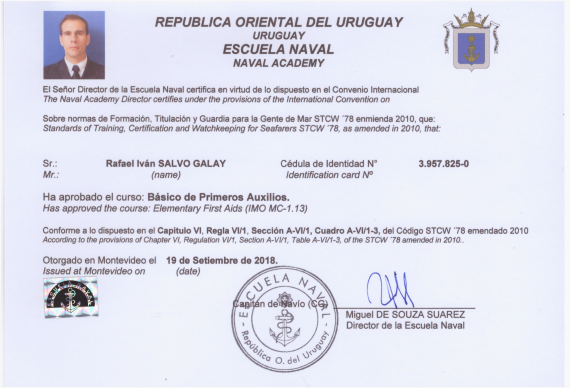 REPUBLICA ORIENTAL DEL URUGUAY
URUGUAY
ESCUELA NAVAL
NAVAL ACADEMY
El Señor Director de la Escuela Naval certifica en virtud de lo dispuesto en el Convenio Internacional
The Naval Academy Director certifies under the provisions of the International Convention on
Sobre normas de Formación, Titulación y Guardia para la Gente de Mar STCW ´78 enmienda 2010, que:
Standards of Training, Certification and Watchkeeping for Seafarers STCW ´78, as amended in 2010, that:
Sr.: Rafael Iván SALVO GALAY Cédula de Identidad N° 3.957.825-0
Mr.: (name) Identification card Nº
Ha aprobado el curso: Básico de Primeros Auxilios.
Has approved the course: Elementary First Aids (IMO MC-1.13)
Conforme a lo dispuesto en el Capitulo VI, Regla VI/1, Sección A-VI/1, Cuadro A-VI/1-3, del Código STCW ´78 emendado 2010
According to the provisions of Chapter VI, Regulation VI/1, Section A-VI/1, Table A-VI/1-3, of the STCW ´78 amended in 2010..
Otorgado en Montevideo el 19 de Setiembre de 2018.
Issued at Montevideo on (date)
ESCUELA NAVAL
República O. del Uruguay
Capitán de Navío (CG)
Miguel DE SOUZA SUAREZ
Director de la Escuela Naval